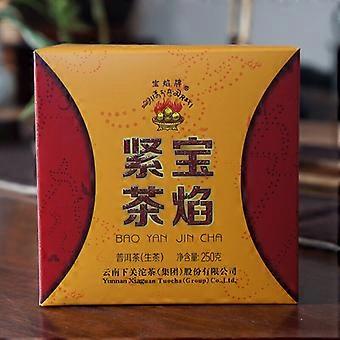 宝焰牌®
紧宝
茶焰
BAO YAN JIN CHA
普洱茶(生茶) 净含量:250克
云南下关沱茶(集团)股份有限公司
Yunnan Xiaguan Tuocha(Group)Co.,Ltd.